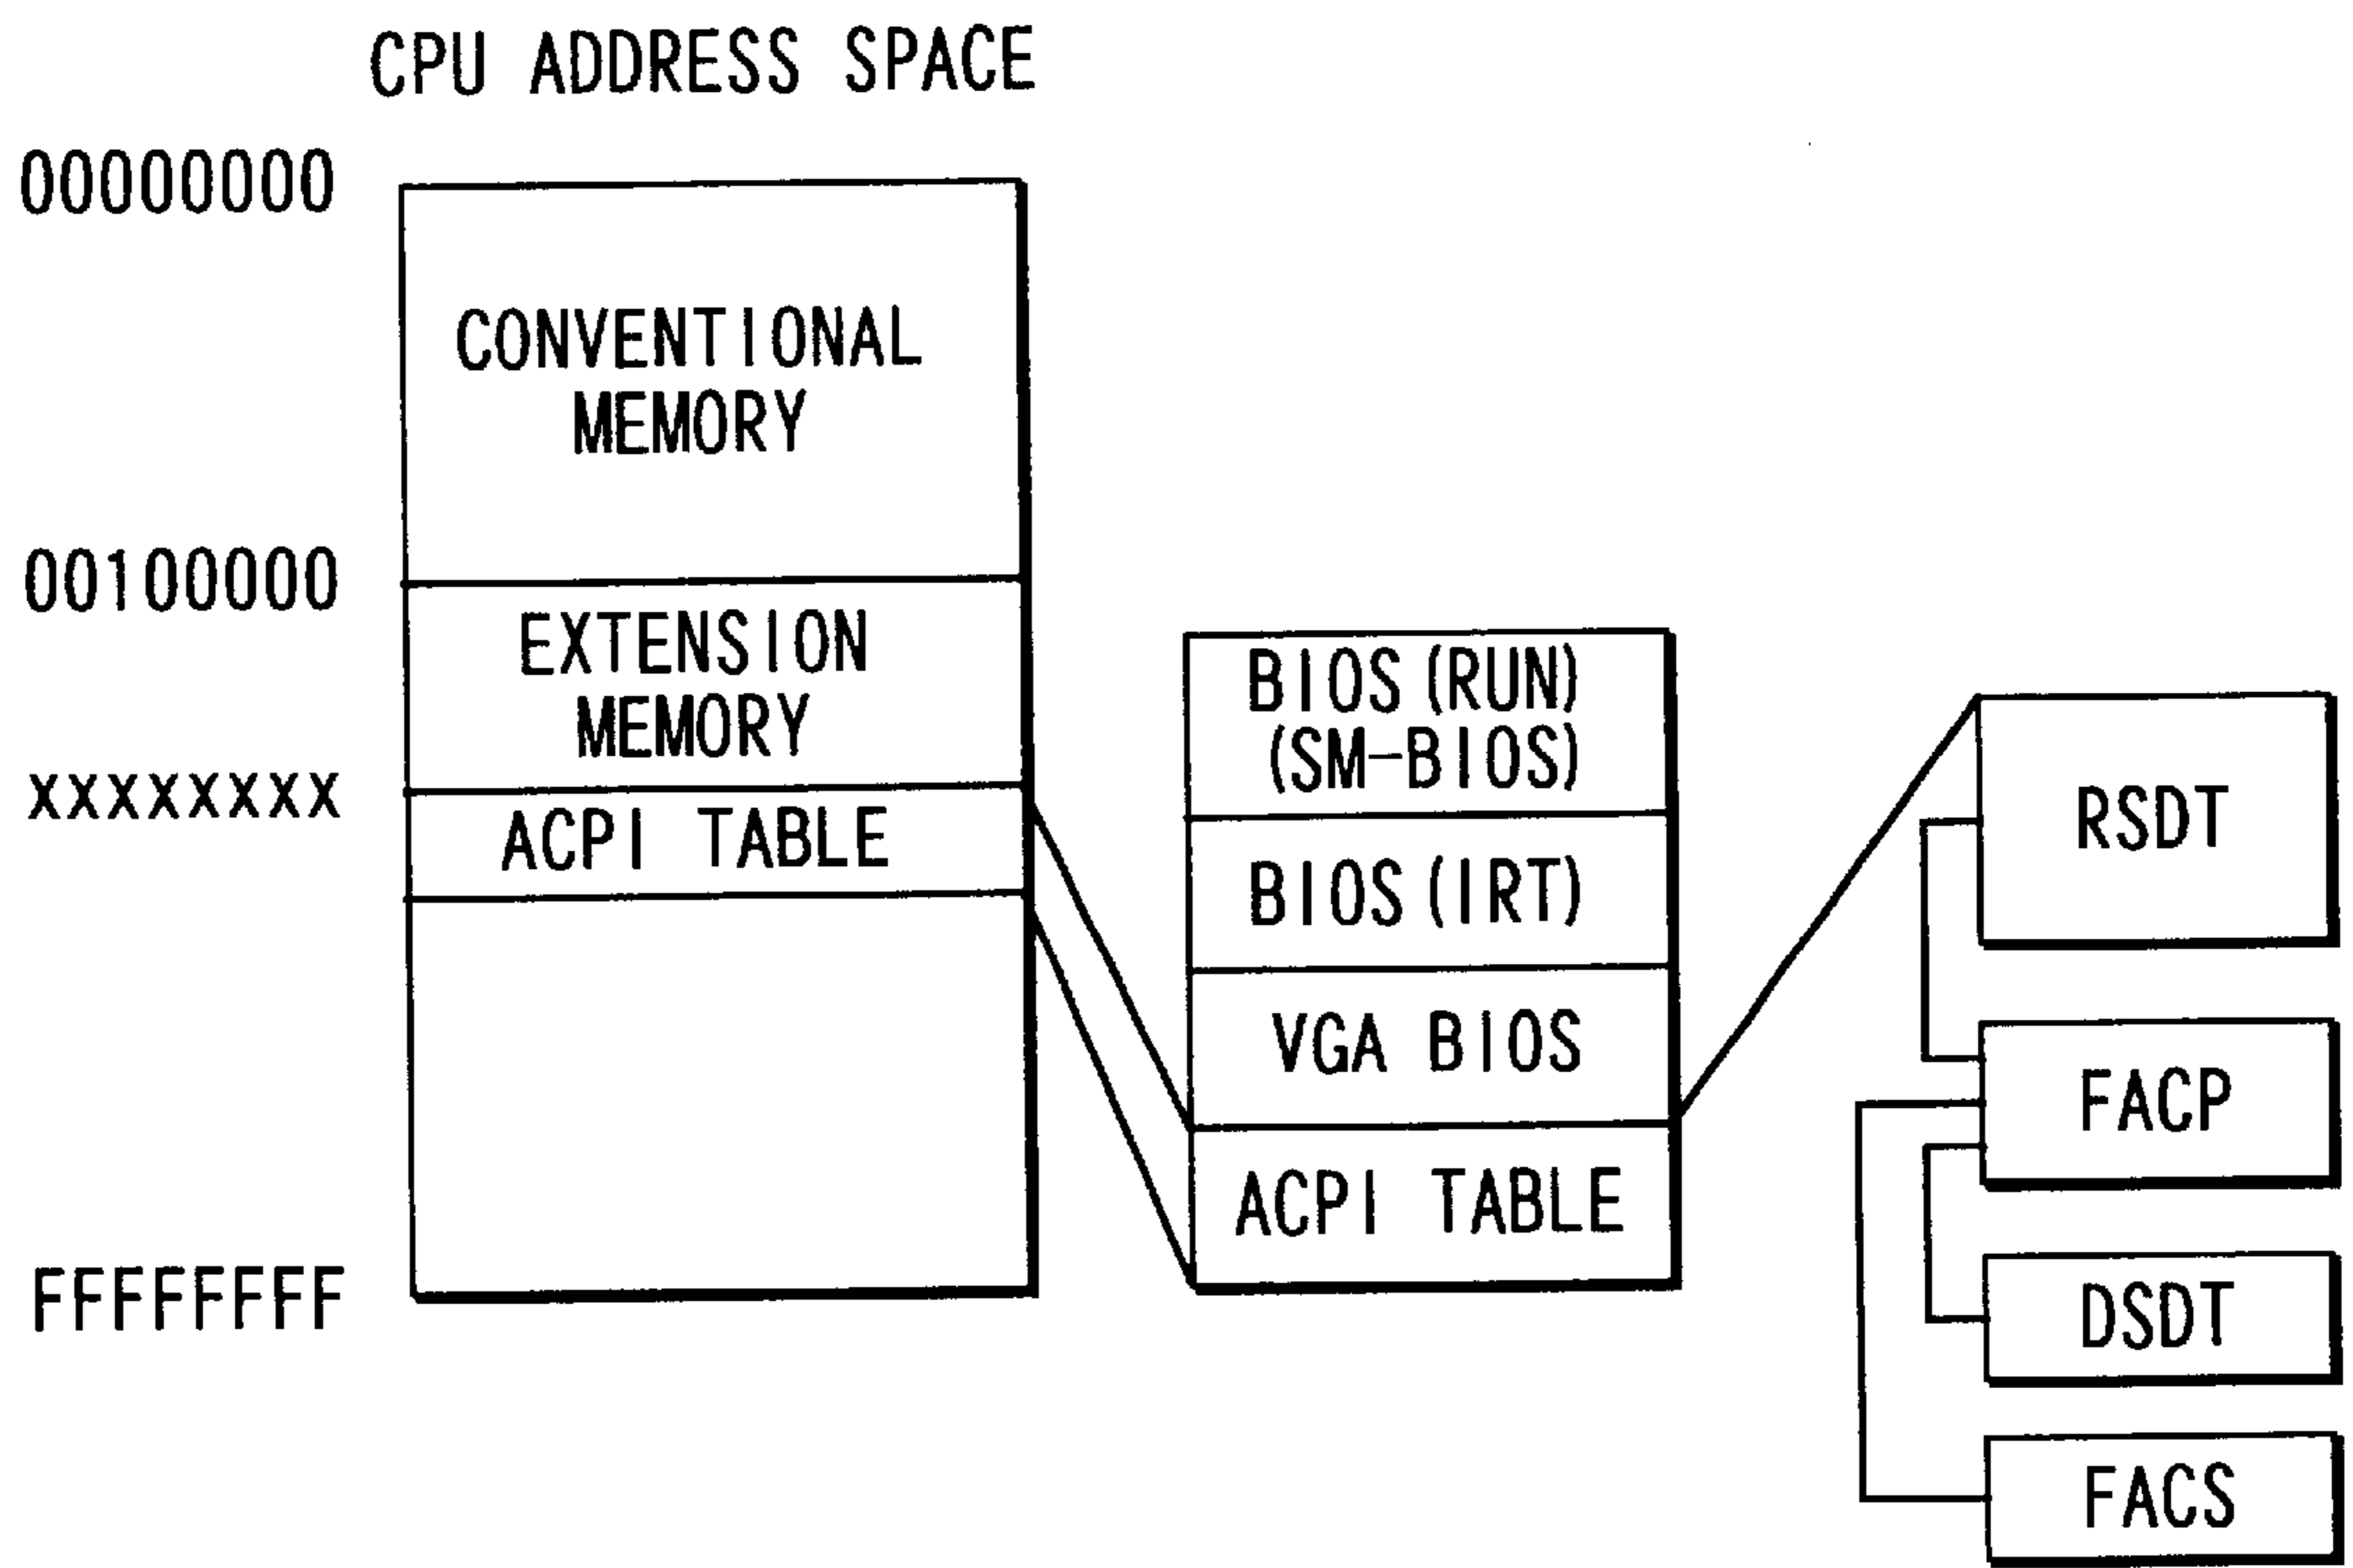 CPU ADDRESS SPACE
00000000
CONVENTIONAL
MEMORY
00100000
EXTENSION
MEMORY
XXXXXXXX
ACPI TABLE
FFFFFFFF
BIOS (RUN)
(SM-BIOS)
BIOS (IRT)
VGA BIOS
ACPI TABLE
RSDT
FACP
DSDT
FACS